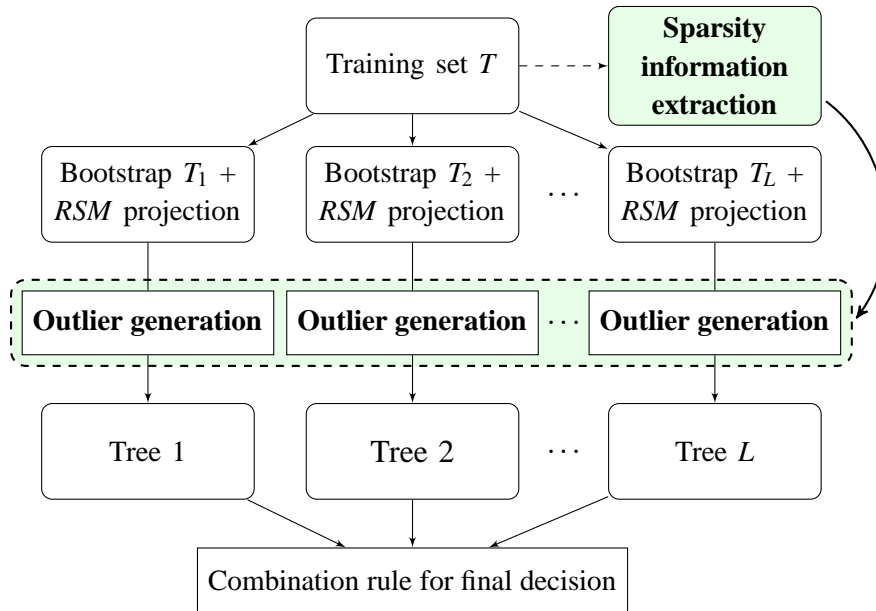 Training set T
Sparsity
information
extraction
Bootstrap T₁ +
RSM projection
Bootstrap T₂ +
RSM projection
···
Bootstrap T_L +
RSM projection
Outlier generation
Outlier generation
···
Outlier generation
Tree 1
Tree 2
···
Tree L
Combination rule for final decision